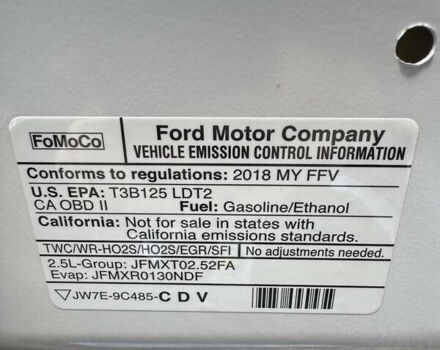 FoMoCo
Ford Motor Company
VEHICLE EMISSION CONTROL INFORMATION
Conforms to regulations: 2018 MY FFV
U.S. EPA: T3B125 LDT2
CA OBD II Fuel: Gasoline/Ethanol
California: Not for sale in states with
California emissions standards.
TWC/WR-HO2S/HO2S/EGR/SFI No adjustments needed.
2.5L-Group: JFMXT02.52FA
Evap: JFMXR0130NDF
▽JW7E-9C485-C D V